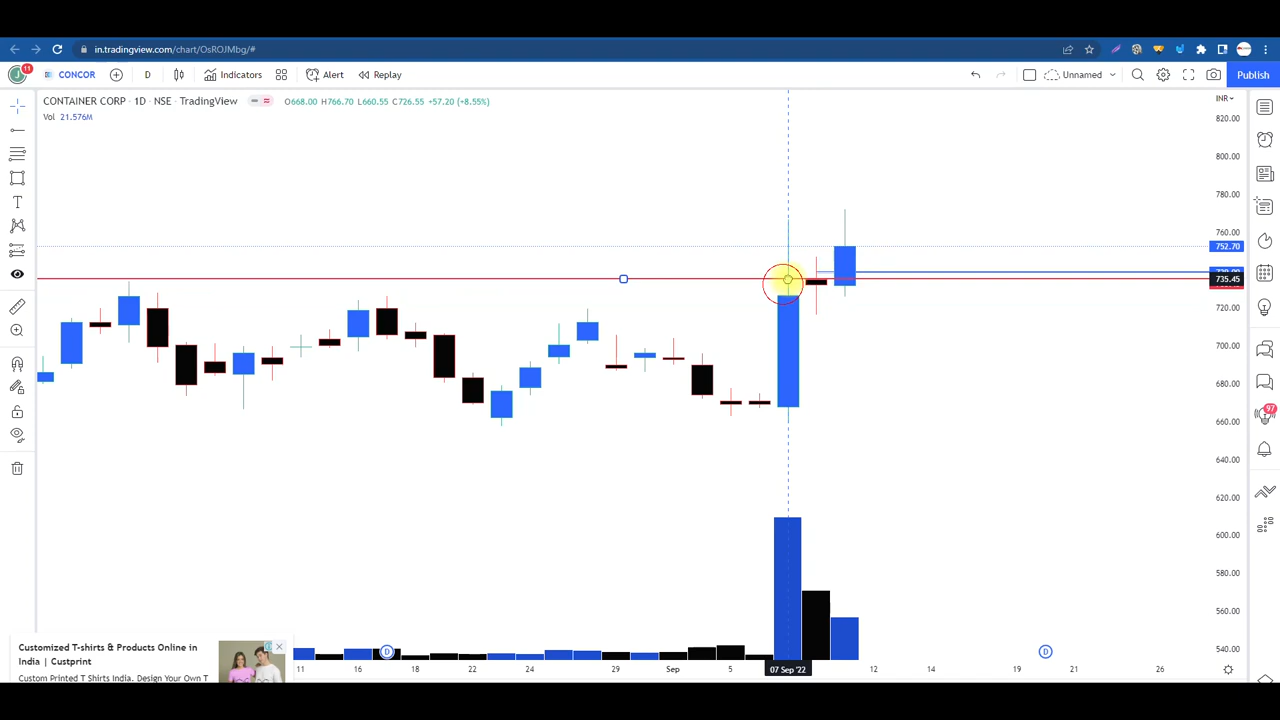 in.tradingview.com/chart/OsROJMbg/#
11
CONCOR
D
Indicators
Alert
Replay
Unnamed
Publish
CONTAINER CORP · 1D · NSE · TradingView
O668.00 H766.70 L660.55 C726.55 +57.20 (+8.55%)
INR
Vol 21.576M
820.00
800.00
780.00
760.00
752.70
735.45
720.00
700.00
680.00
660.00
640.00
620.00
600.00
580.00
560.00
540.00
97
Customized T-shirts & Products Online in
India | Custprint
Custom Printed T Shirts India. Design Your Own T
D
D
11
16
18
22
24
29
Sep
5
07 Sep '22
12
14
19
21
26